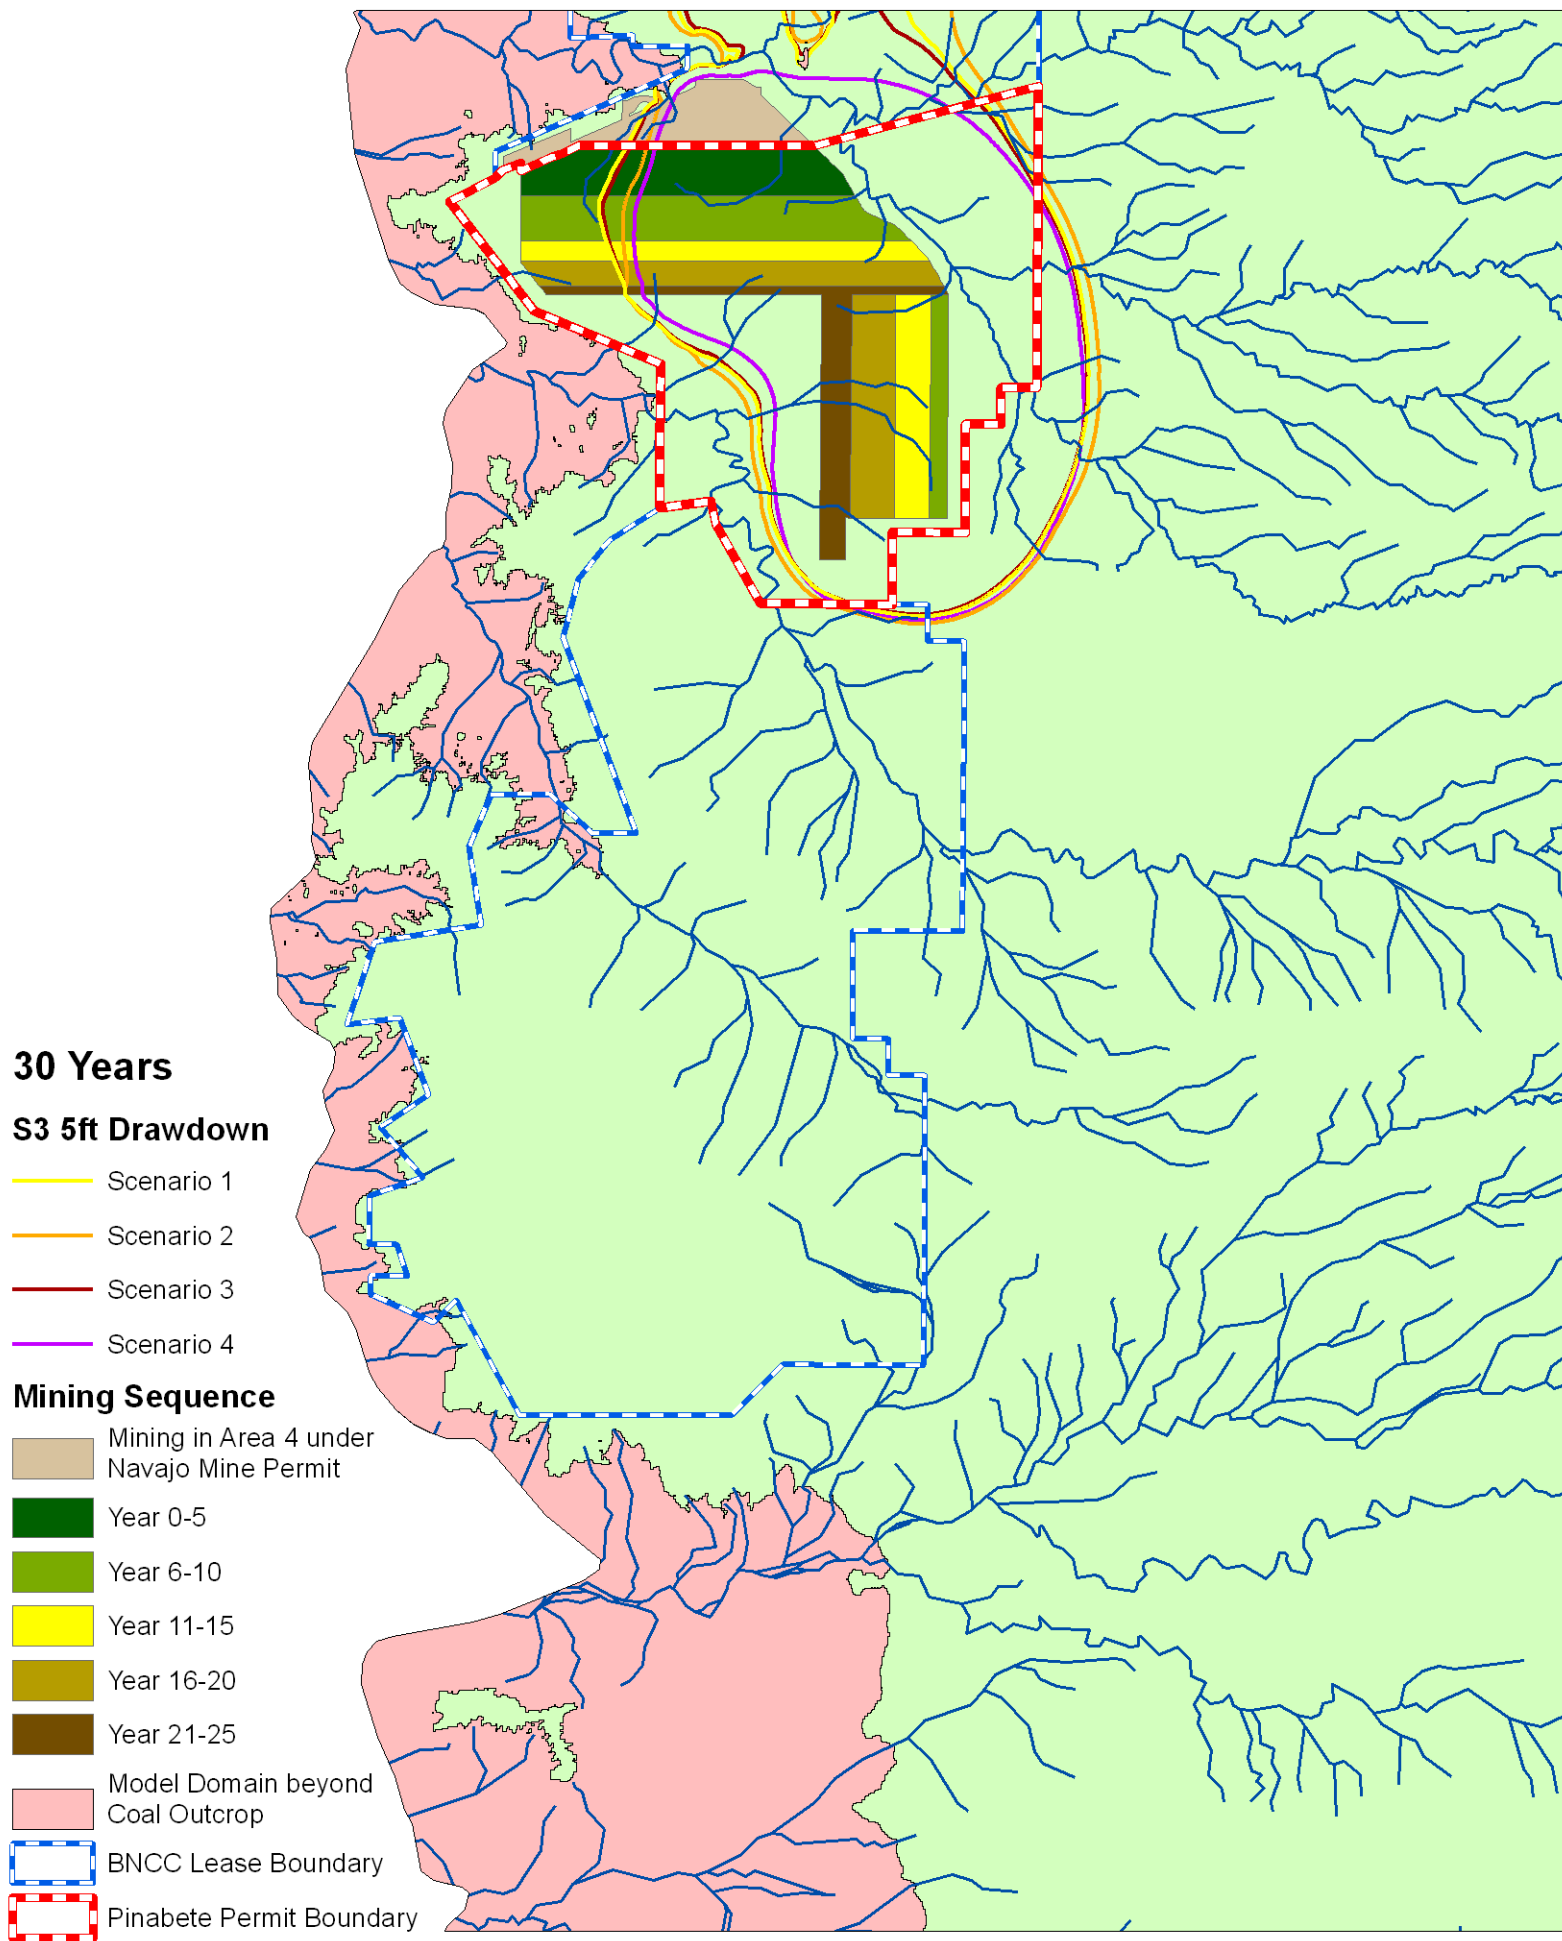 30 Years
S3 5ft Drawdown
Scenario 1
Scenario 2
Scenario 3
Scenario 4
Mining Sequence
Mining in Area 4 under
Navajo Mine Permit
Year 0-5
Year 6-10
Year 11-15
Year 16-20
Year 21-25
Model Domain beyond
Coal Outcrop
BNCC Lease Boundary
Pinabete Permit Boundary